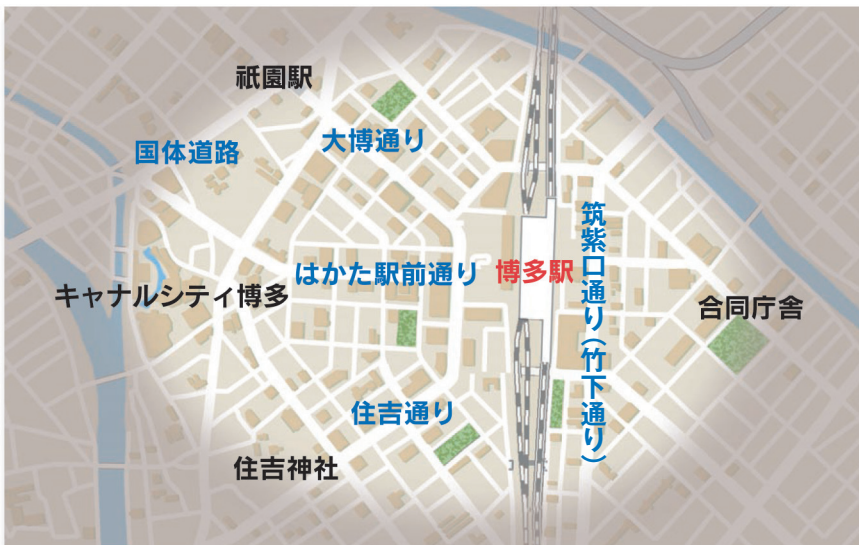 祇園駅
大博通り
国体道路
はかた駅前通り
博多駅
筑紫口通り(竹下通り)
キャナルシティ博多
合同庁舎
住吉通り
住吉神社